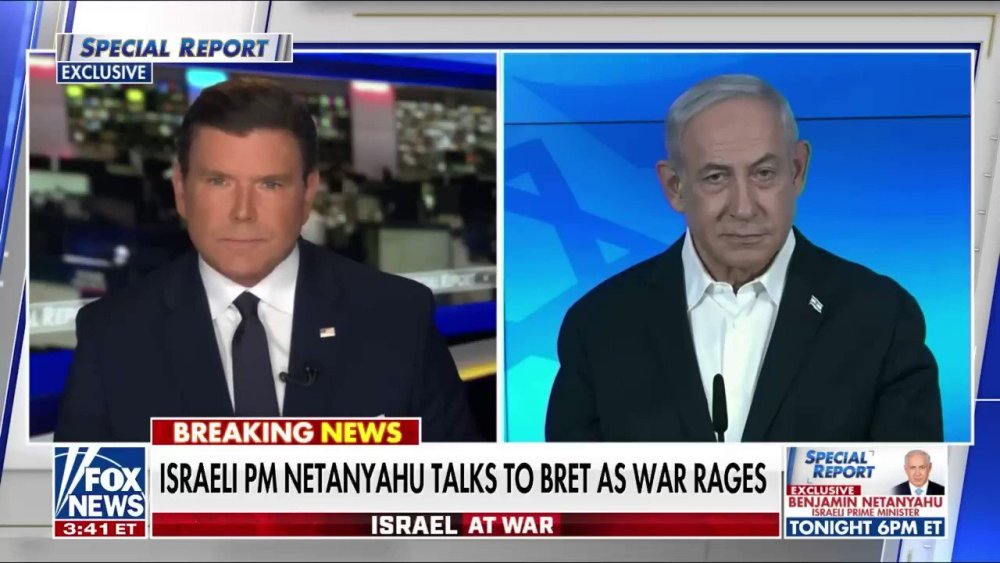 SPECIAL REPORT
EXCLUSIVE
BREAKING NEWS
ISRAELI PM NETANYAHU TALKS TO BRET AS WAR RAGES
ISRAEL AT WAR
FOX
NEWS
3:41 ET
SPECIAL
REPORT
EXCLUSIVE
BENJAMIN NETANYAHU
ISRAELI PRIME MINISTER
TONIGHT 6PM ET